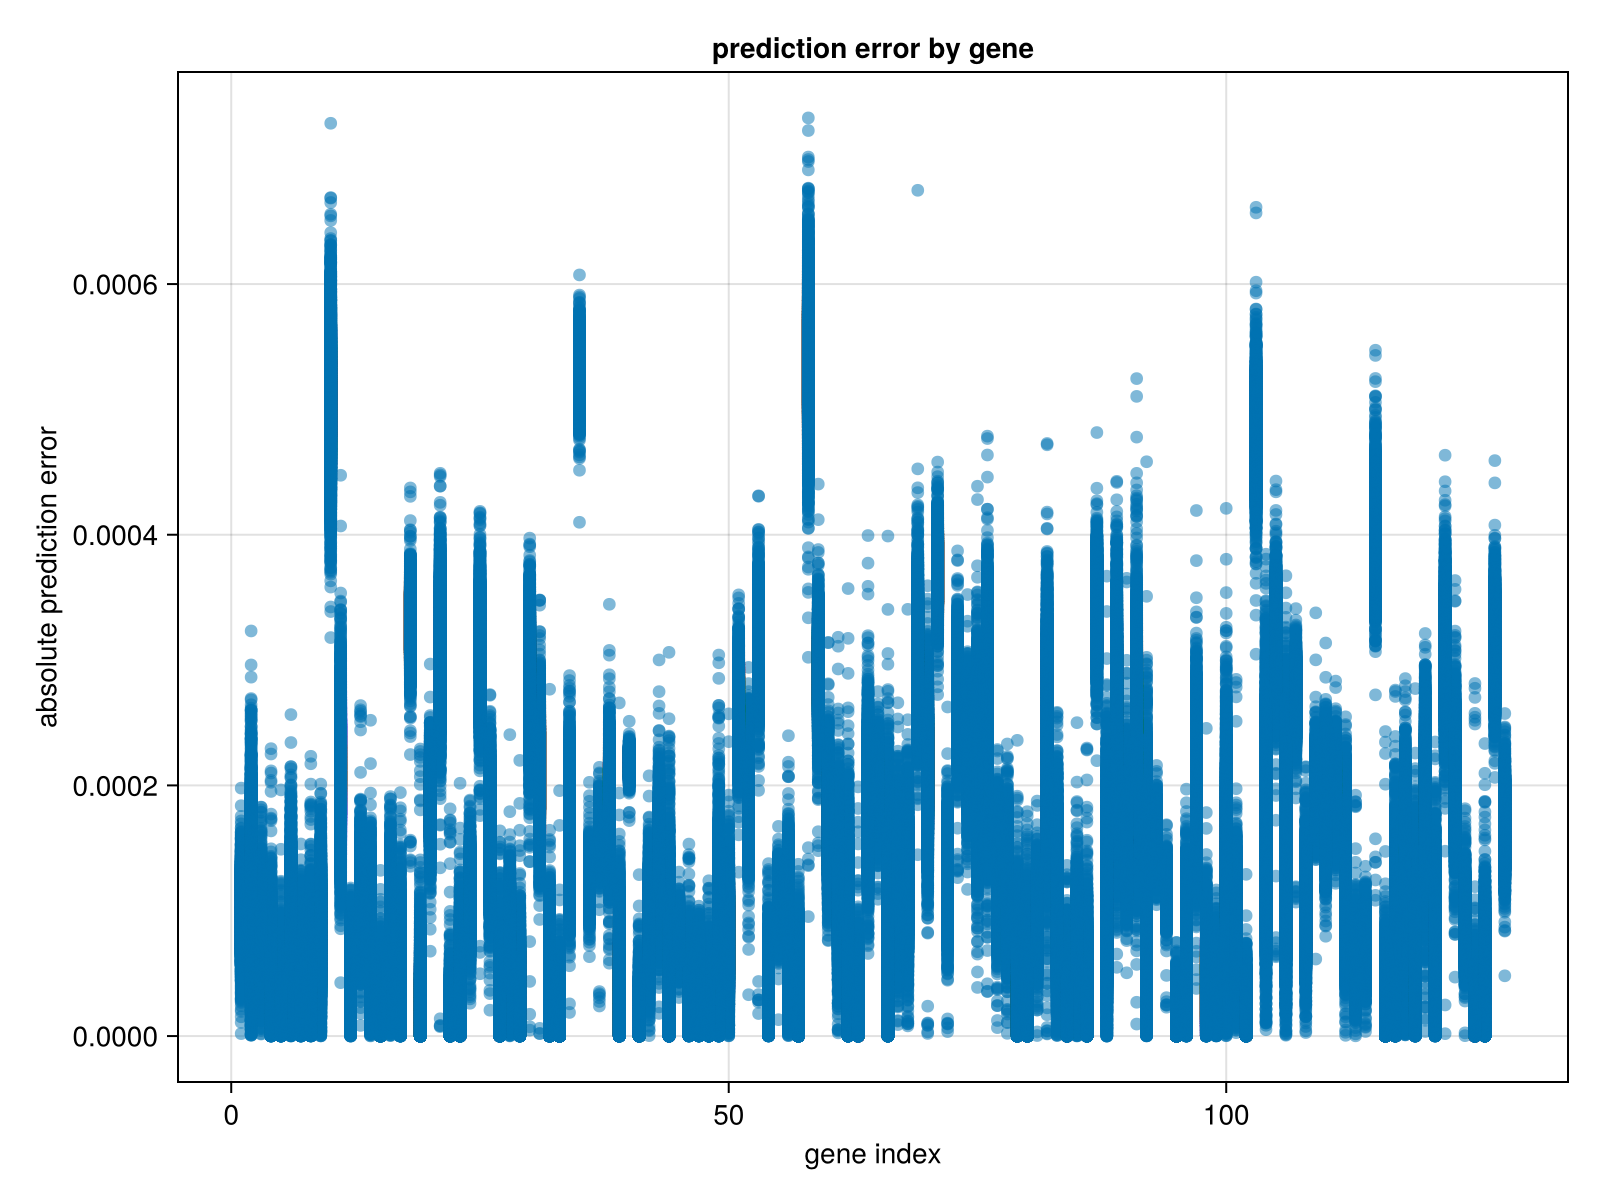 prediction error by gene
absolute prediction error
0.0006
0.0004
0.0002
0.0000
0
50
100
gene index